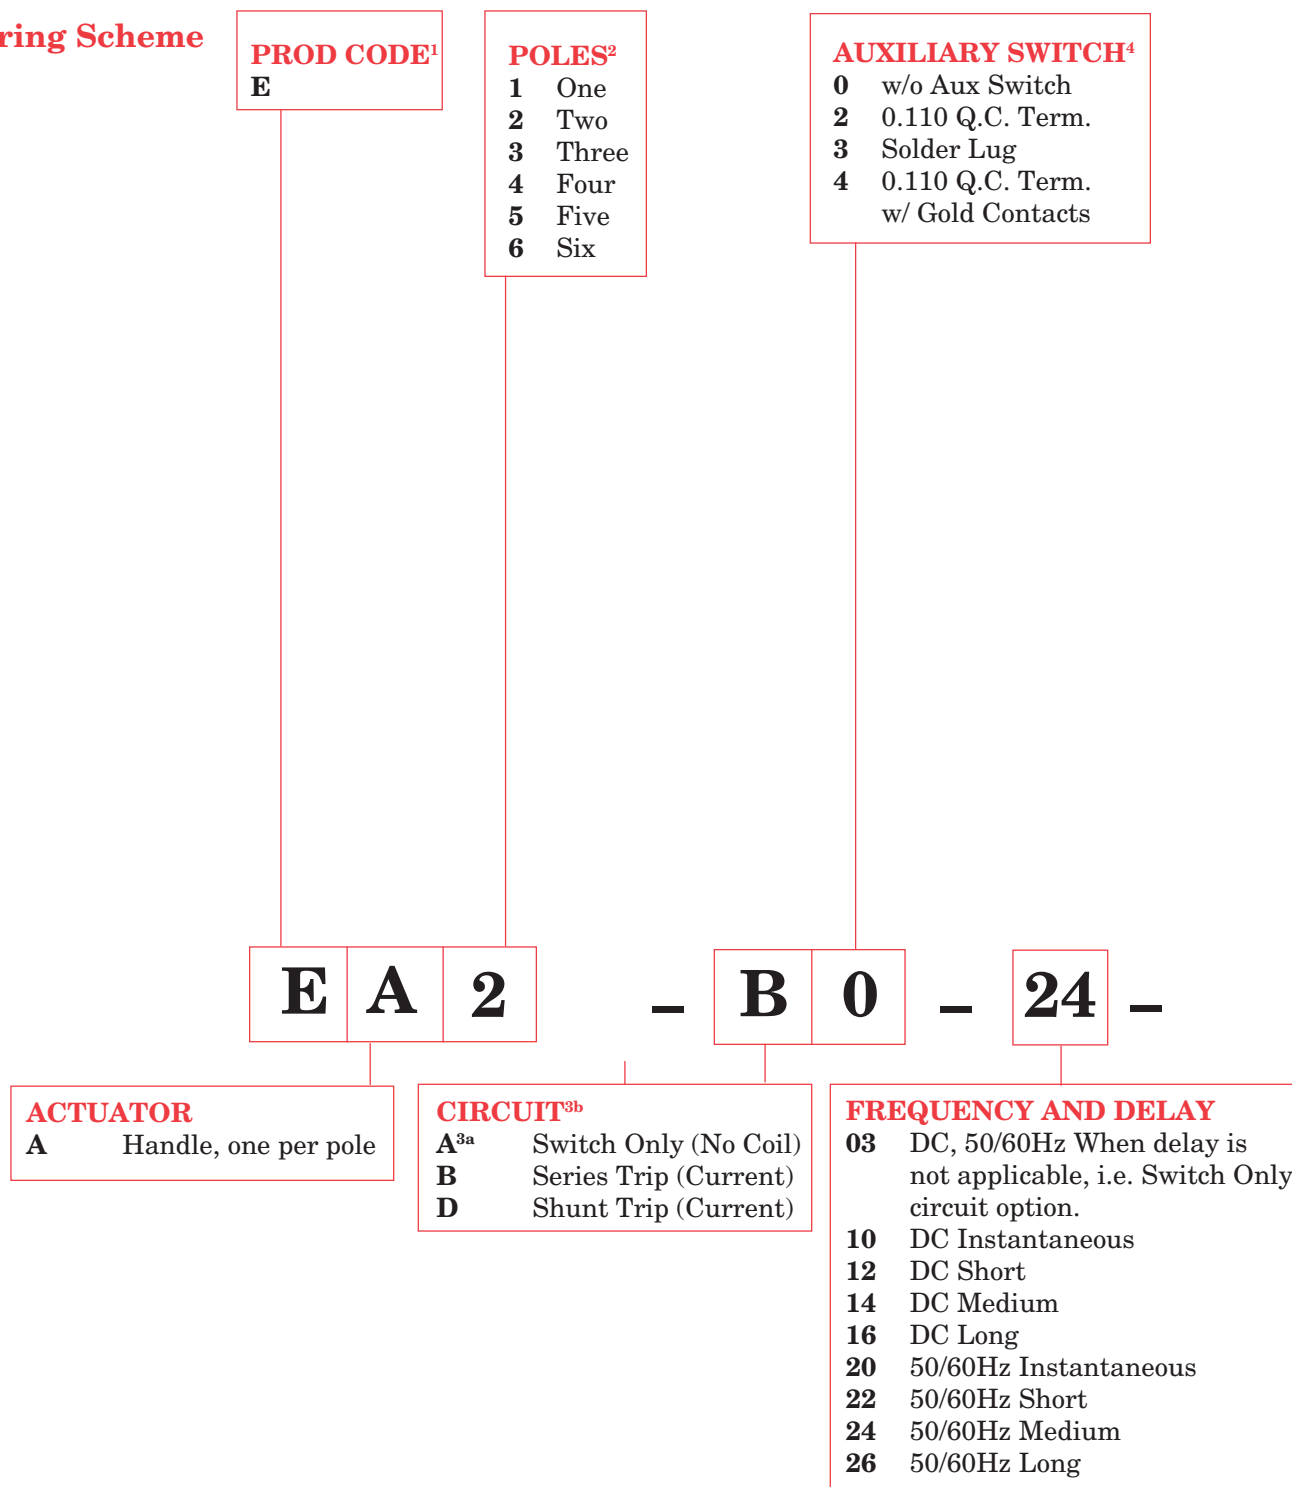 ring Scheme
PROD CODE¹
E
POLES²
1 One
2 Two
3 Three
4 Four
5 Five
6 Six
AUXILIARY SWITCH⁴
0 w/o Aux Switch
2 0.110 Q.C. Term.
3 Solder Lug
4 0.110 Q.C. Term.
w/ Gold Contacts
E A 2 – B 0 – 24 –
ACTUATOR
A Handle, one per pole
CIRCUIT³ᵇ
A³ᵃ Switch Only (No Coil)
B Series Trip (Current)
D Shunt Trip (Current)
FREQUENCY AND DELAY
03 DC, 50/60Hz When delay is
not applicable, i.e. Switch Only
circuit option.
10 DC Instantaneous
12 DC Short
14 DC Medium
16 DC Long
20 50/60Hz Instantaneous
22 50/60Hz Short
24 50/60Hz Medium
26 50/60Hz Long